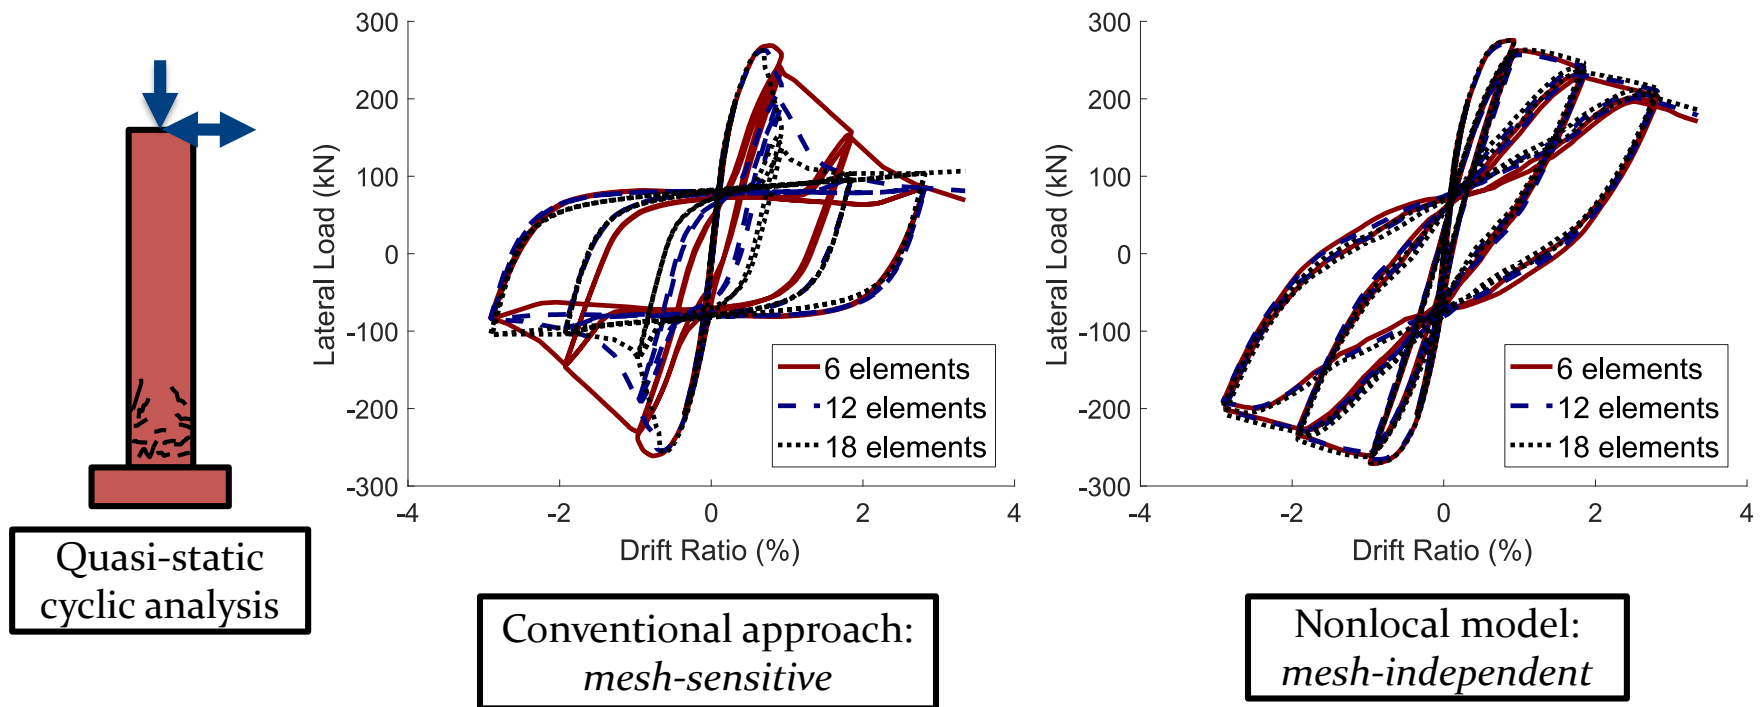 Quasi-static
cyclic analysis
300
200
100
0
-100
-200
-300
-4
-2
0
2
4
Lateral Load (kN)
Drift Ratio (%)
6 elements
12 elements
18 elements
Conventional approach:
mesh-sensitive
300
200
100
0
-100
-200
-300
-4
-2
0
2
4
Lateral Load (kN)
Drift Ratio (%)
6 elements
12 elements
18 elements
Nonlocal model:
mesh-independent